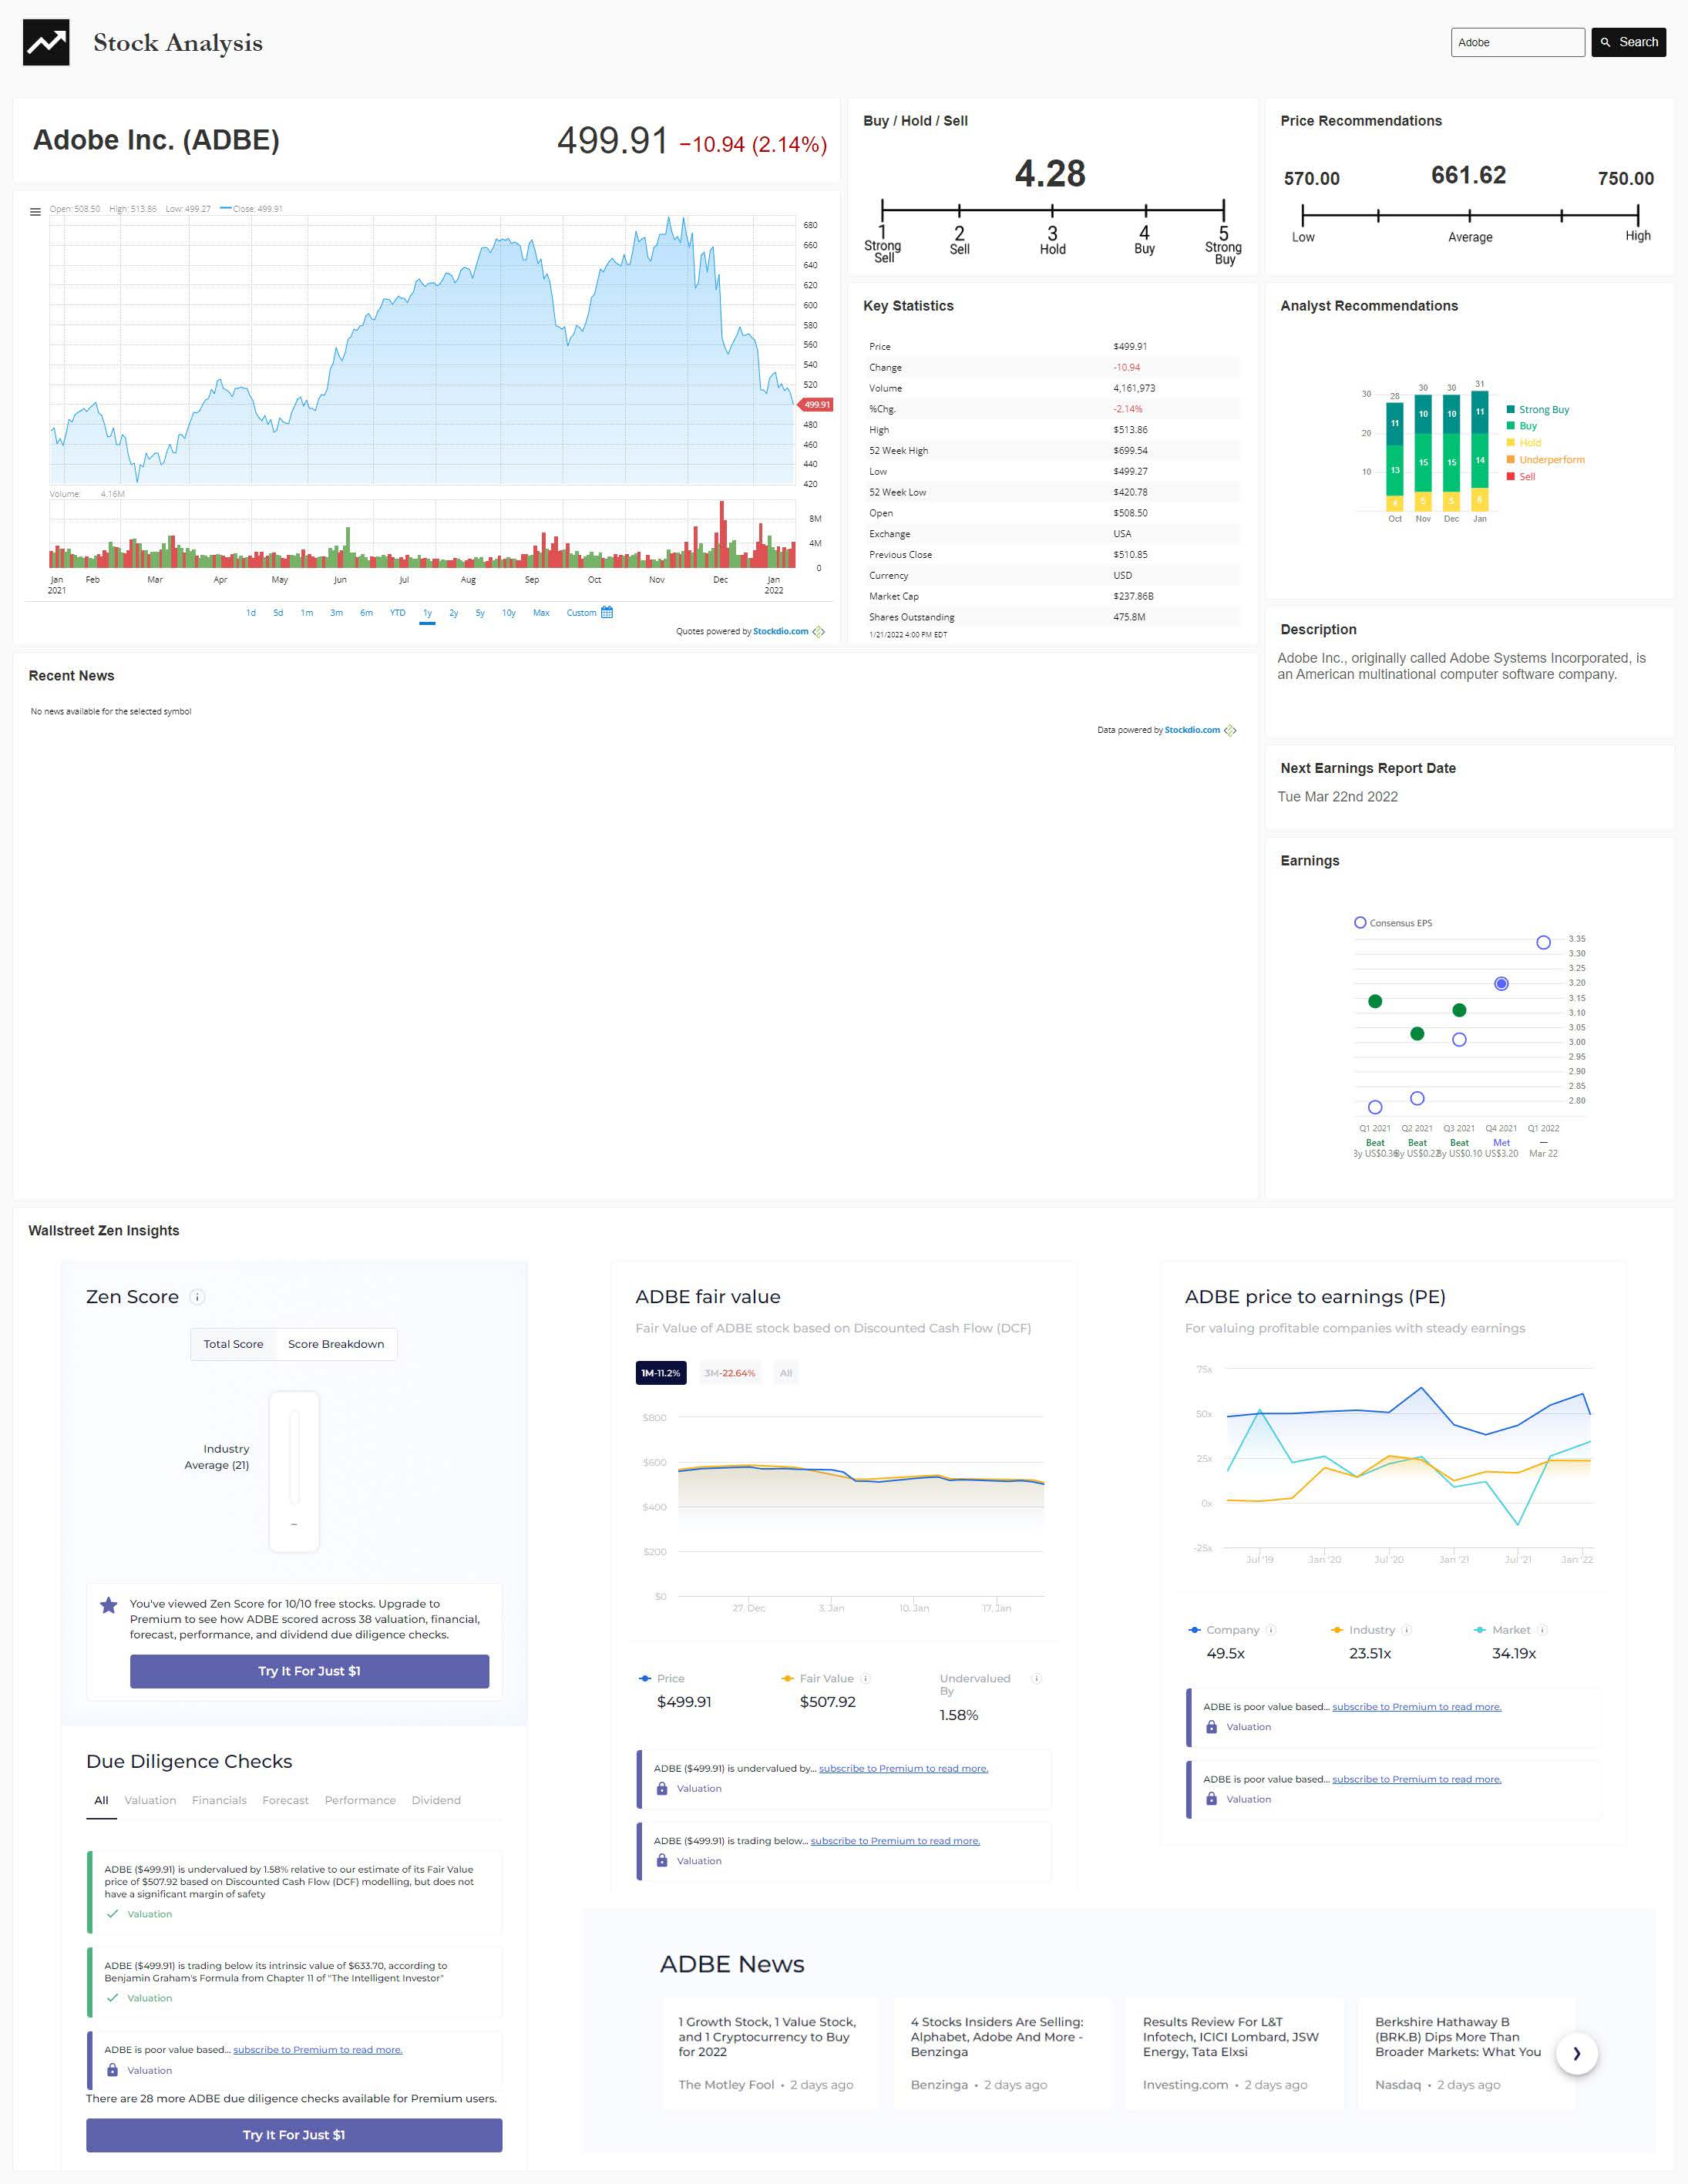 Stock Analysis
Adobe
Search
Adobe Inc. (ADBE)
499.91 −10.94 (2.14%)
Open: 508.50 High: 513.86 Low: 499.27 Close: 499.91
680
660
640
620
600
580
560
540
520
499.91
480
460
440
420
Volume: 4.16M
8M
4M
0
Jan Feb Mar Apr May Jun Jul Aug Sep Oct Nov Dec Jan
2021 2022
1d 5d 1m 3m 6m YTD 1y 2y 5y 10y Max Custom
Quotes powered by Stockdio.com
Buy / Hold / Sell
4.28
1 2 3 4 5
Strong Sell Sell Hold Buy Strong Buy
Price Recommendations
570.00 661.62 750.00
Low Average High
Key Statistics
Price $499.91
Change -10.94
Volume 4,161,973
%Chg. -2.14%
High $513.86
52 Week High $699.54
Low $499.27
52 Week Low $420.78
Open $508.50
Exchange USA
Previous Close $510.85
Currency USD
Market Cap $237.86B
Shares Outstanding 475.8M
1/21/2022 4:00 PM EDT
Analyst Recommendations
30
20
10
28 30 30 31
11 10 10 11
13 15 15 14
4 5 5 6
Oct Nov Dec Jan
Strong Buy
Buy
Hold
Underperform
Sell
Description
Adobe Inc., originally called Adobe Systems Incorporated, is
an American multinational computer software company.
Next Earnings Report Date
Tue Mar 22nd 2022
Recent News
No news available for the selected symbol
Data powered by Stockdio.com
Earnings
Consensus EPS
3.35
3.30
3.25
3.20
3.15
3.10
3.05
3.00
2.95
2.90
2.85
2.80
Q1 2021 Q2 2021 Q3 2021 Q4 2021 Q1 2022
Beat Beat Beat Met —
By US$0.10 US$3.20 Mar 22
Wallstreet Zen Insights
Zen Score
Total Score Score Breakdown
Industry
Average (21)
–
You've viewed Zen Score for 10/10 free stocks. Upgrade to
Premium to see how ADBE scored across 38 valuation, financial,
forecast, performance, and dividend due diligence checks.
Try It For Just $1
Due Diligence Checks
All Valuation Financials Forecast Performance Dividend
ADBE ($499.91) is undervalued by 1.58% relative to our estimate of its Fair Value
price of $507.92 based on Discounted Cash Flow (DCF) modelling, but does not
have a significant margin of safety
Valuation
ADBE ($499.91) is trading below its intrinsic value of $633.70, according to
Benjamin Graham's Formula from Chapter 11 of "The Intelligent Investor"
Valuation
ADBE is poor value based... subscribe to Premium to read more.
Valuation
There are 28 more ADBE due diligence checks available for Premium users.
Try It For Just $1
ADBE fair value
Fair Value of ADBE stock based on Discounted Cash Flow (DCF)
1M-11.2% 3M-22.64% All
$800
$600
$400
$200
$0
27. Dec 3. Jan 10. Jan 17. Jan
Price Fair Value Undervalued By
$499.91 $507.92 1.58%
ADBE ($499.91) is undervalued by... subscribe to Premium to read more.
Valuation
ADBE ($499.91) is trading below... subscribe to Premium to read more.
Valuation
ADBE price to earnings (PE)
For valuing profitable companies with steady earnings
75x
50x
25x
0x
-25x
Jul '19 Jan '20 Jul '20 Jan '21 Jul '21 Jan '22
Company Industry Market
49.5x 23.51x 34.19x
ADBE is poor value based... subscribe to Premium to read more.
Valuation
ADBE is poor value based... subscribe to Premium to read more.
Valuation
ADBE News
1 Growth Stock, 1 Value Stock,
and 1 Cryptocurrency to Buy
for 2022
The Motley Fool • 2 days ago
4 Stocks Insiders Are Selling:
Alphabet, Adobe And More -
Benzinga
Benzinga • 2 days ago
Results Review For L&T
Infotech, ICICI Lombard, JSW
Energy, Tata Elxsi
Investing.com • 2 days ago
Berkshire Hathaway B
(BRK.B) Dips More Than
Broader Markets: What You
Nasdaq • 2 days ago